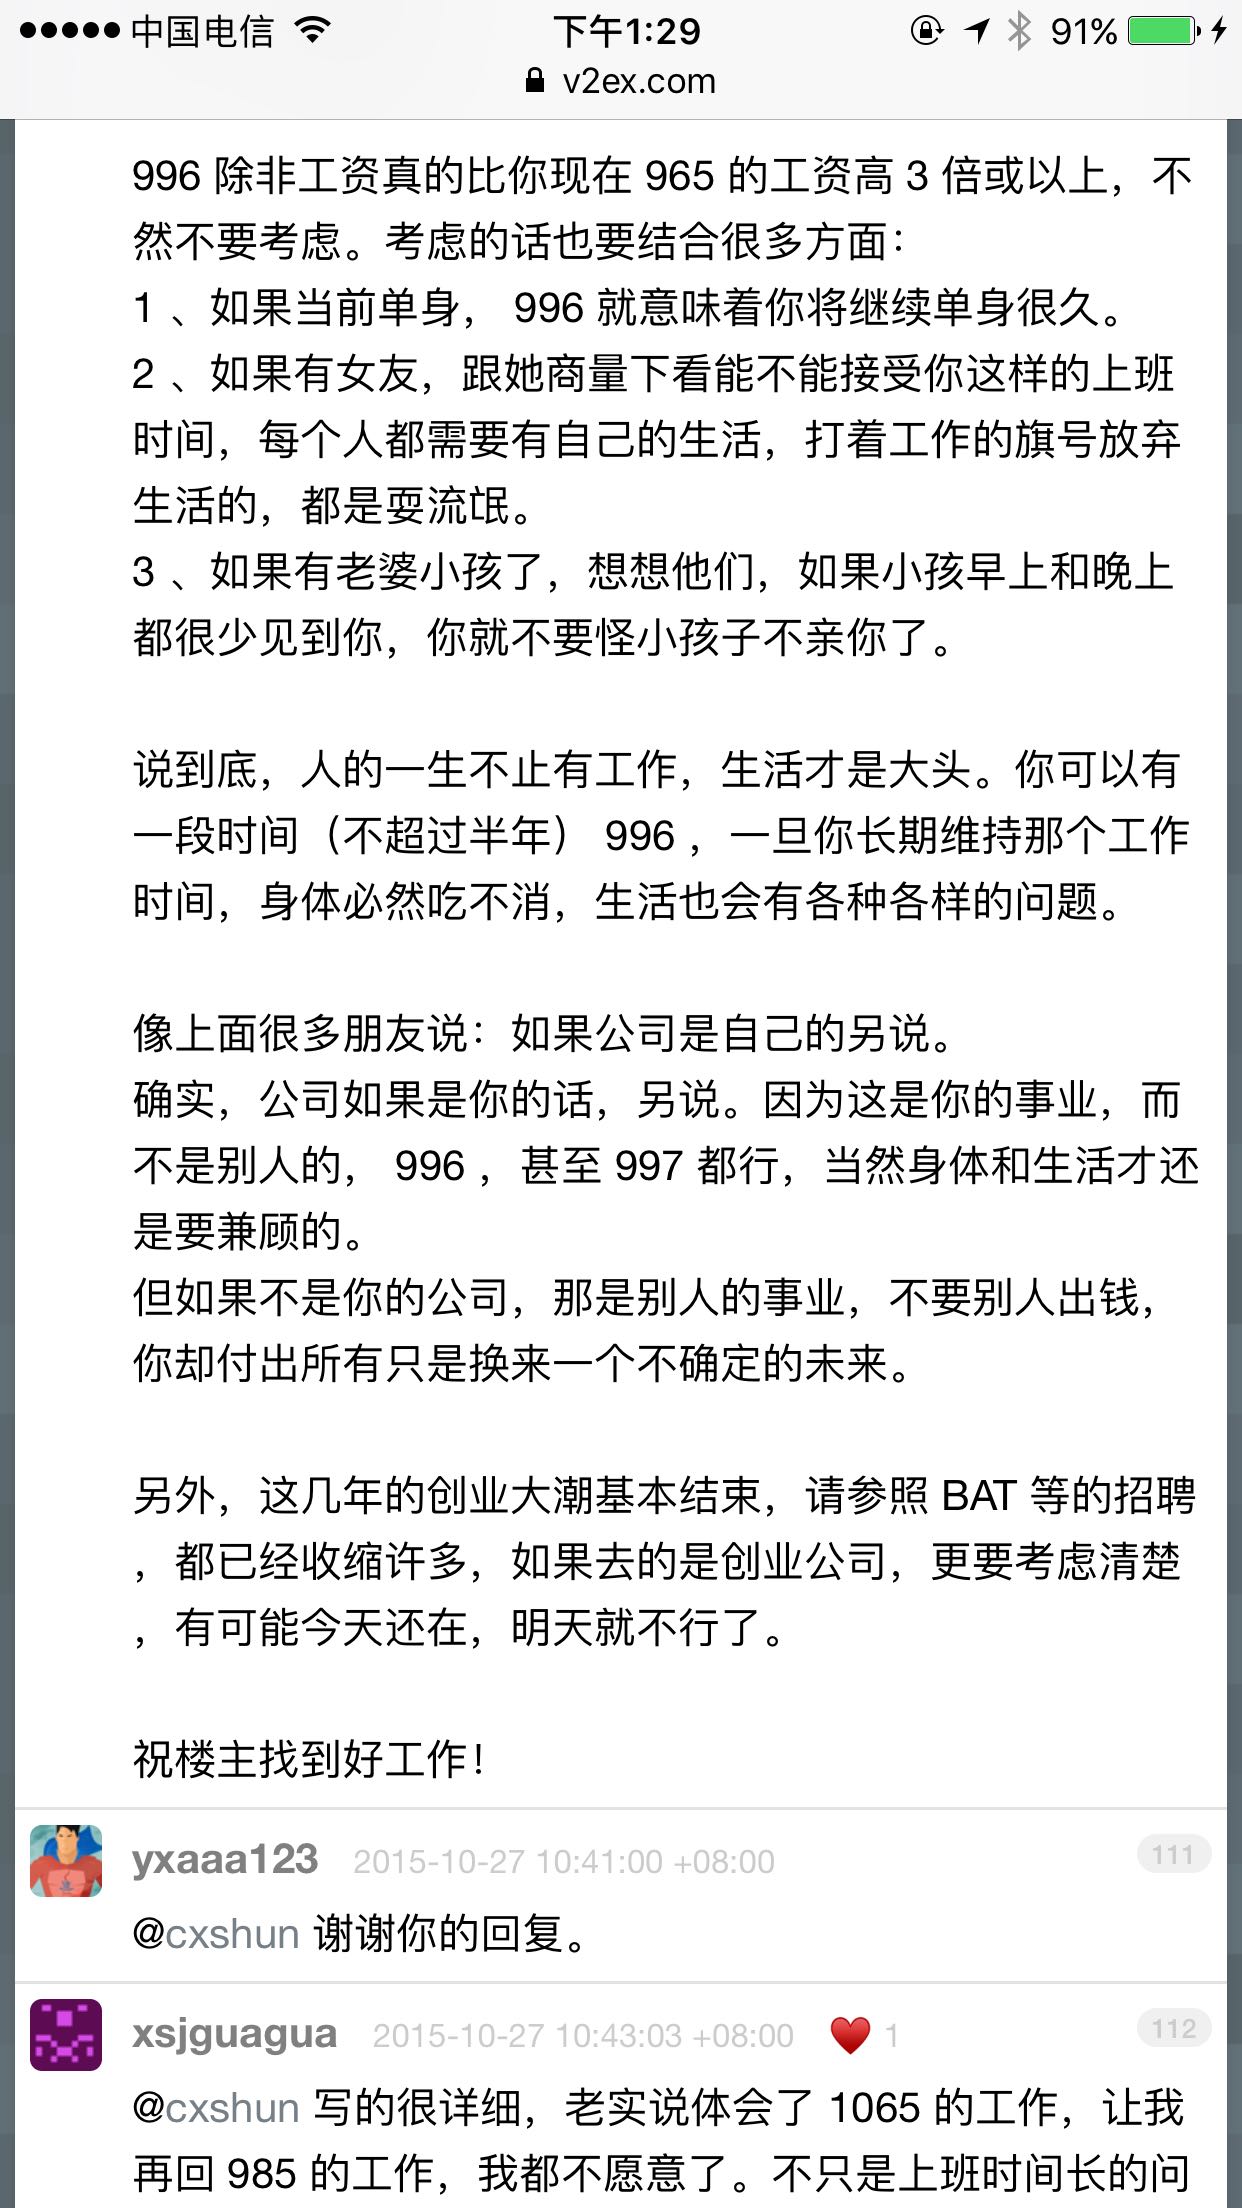 中国电信 下午1:29 91%
v2ex.com
996 除非工资真的比你现在 965 的工资高 3 倍或以上，不
然不要考虑。考虑的话也要结合很多方面：
1 、如果当前单身， 996 就意味着你将继续单身很久。
2 、如果有女友，跟她商量下看能不能接受你这样的上班
时间，每个人都需要有自己的生活，打着工作的旗号放弃
生活的，都是耍流氓。
3 、如果有老婆小孩了，想想他们，如果小孩早上和晚上
都很少见到你，你就不要怪小孩子不亲你了。
说到底，人的一生不止有工作，生活才是大头。你可以有
一段时间（不超过半年） 996 ，一旦你长期维持那个工作
时间，身体必然吃不消，生活也会有各种各样的问题。
像上面很多朋友说：如果公司是自己的另说。
确实，公司如果是你的话，另说。因为这是你的事业，而
不是别人的， 996 ，甚至 997 都行，当然身体和生活才还
是要兼顾的。
但如果不是你的公司，那是别人的事业，不要别人出钱，
你却付出所有只是换来一个不确定的未来。
另外，这几年的创业大潮基本结束，请参照 BAT 等的招聘
，都已经收缩许多，如果去的是创业公司，更要考虑清楚
，有可能今天还在，明天就不行了。
祝楼主找到好工作！
yxaaa123 2015-10-27 10:41:00 +08:00 111
@cxshun 谢谢你的回复。
xsjguagua 2015-10-27 10:43:03 +08:00 ♥ 1 112
@cxshun 写的很详细，老实说体会了 1065 的工作，让我
再回 985 的工作，我都不愿意了。不只是上班时间长的问